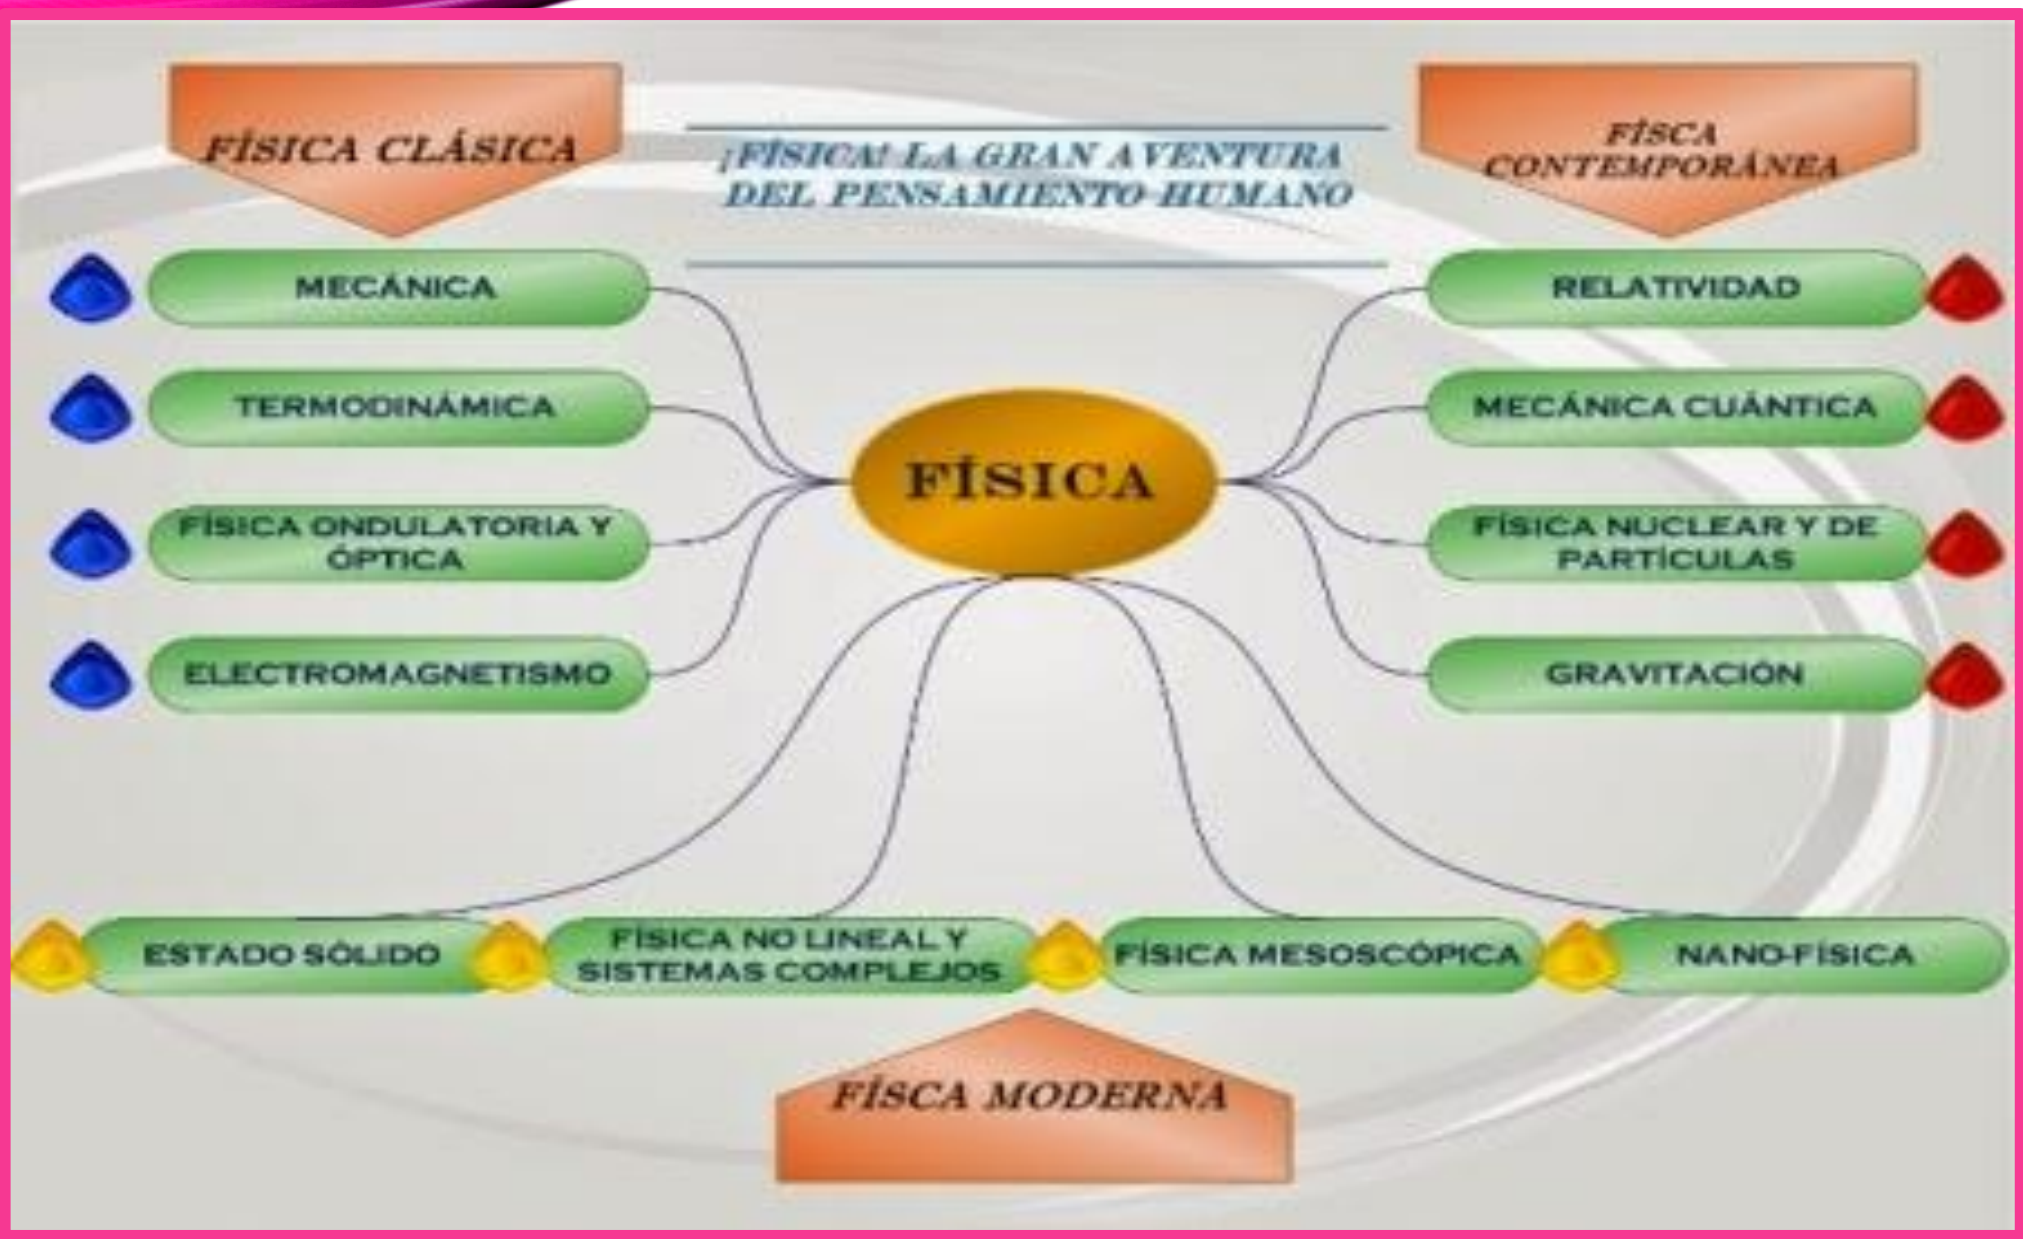 FÍSICA CLÁSICA
¡FÍSICA! LA GRAN AVENTURA
DEL PENSAMIENTO HUMANO
FÍSCA
CONTEMPORÁNEA
MECÁNICA
TERMODINÁMICA
FÍSICA ONDULATORIA Y
ÓPTICA
ELECTROMAGNETISMO
FÍSICA
RELATIVIDAD
MECÁNICA CUÁNTICA
FÍSICA NUCLEAR Y DE
PARTÍCULAS
GRAVITACIÓN
ESTADO SÓLIDO
FÍSICA NO LINEAL Y
SISTEMAS COMPLEJOS
FÍSICA MESOSCÓPICA
NANO-FÍSICA
FÍSCA MODERNA